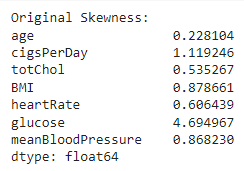 Original Skewness:
age 0.228104
cigsPerDay 1.119246
totChol 0.535267
BMI 0.878661
heartRate 0.606439
glucose 4.694967
meanBloodPressure 0.868230
dtype: float64